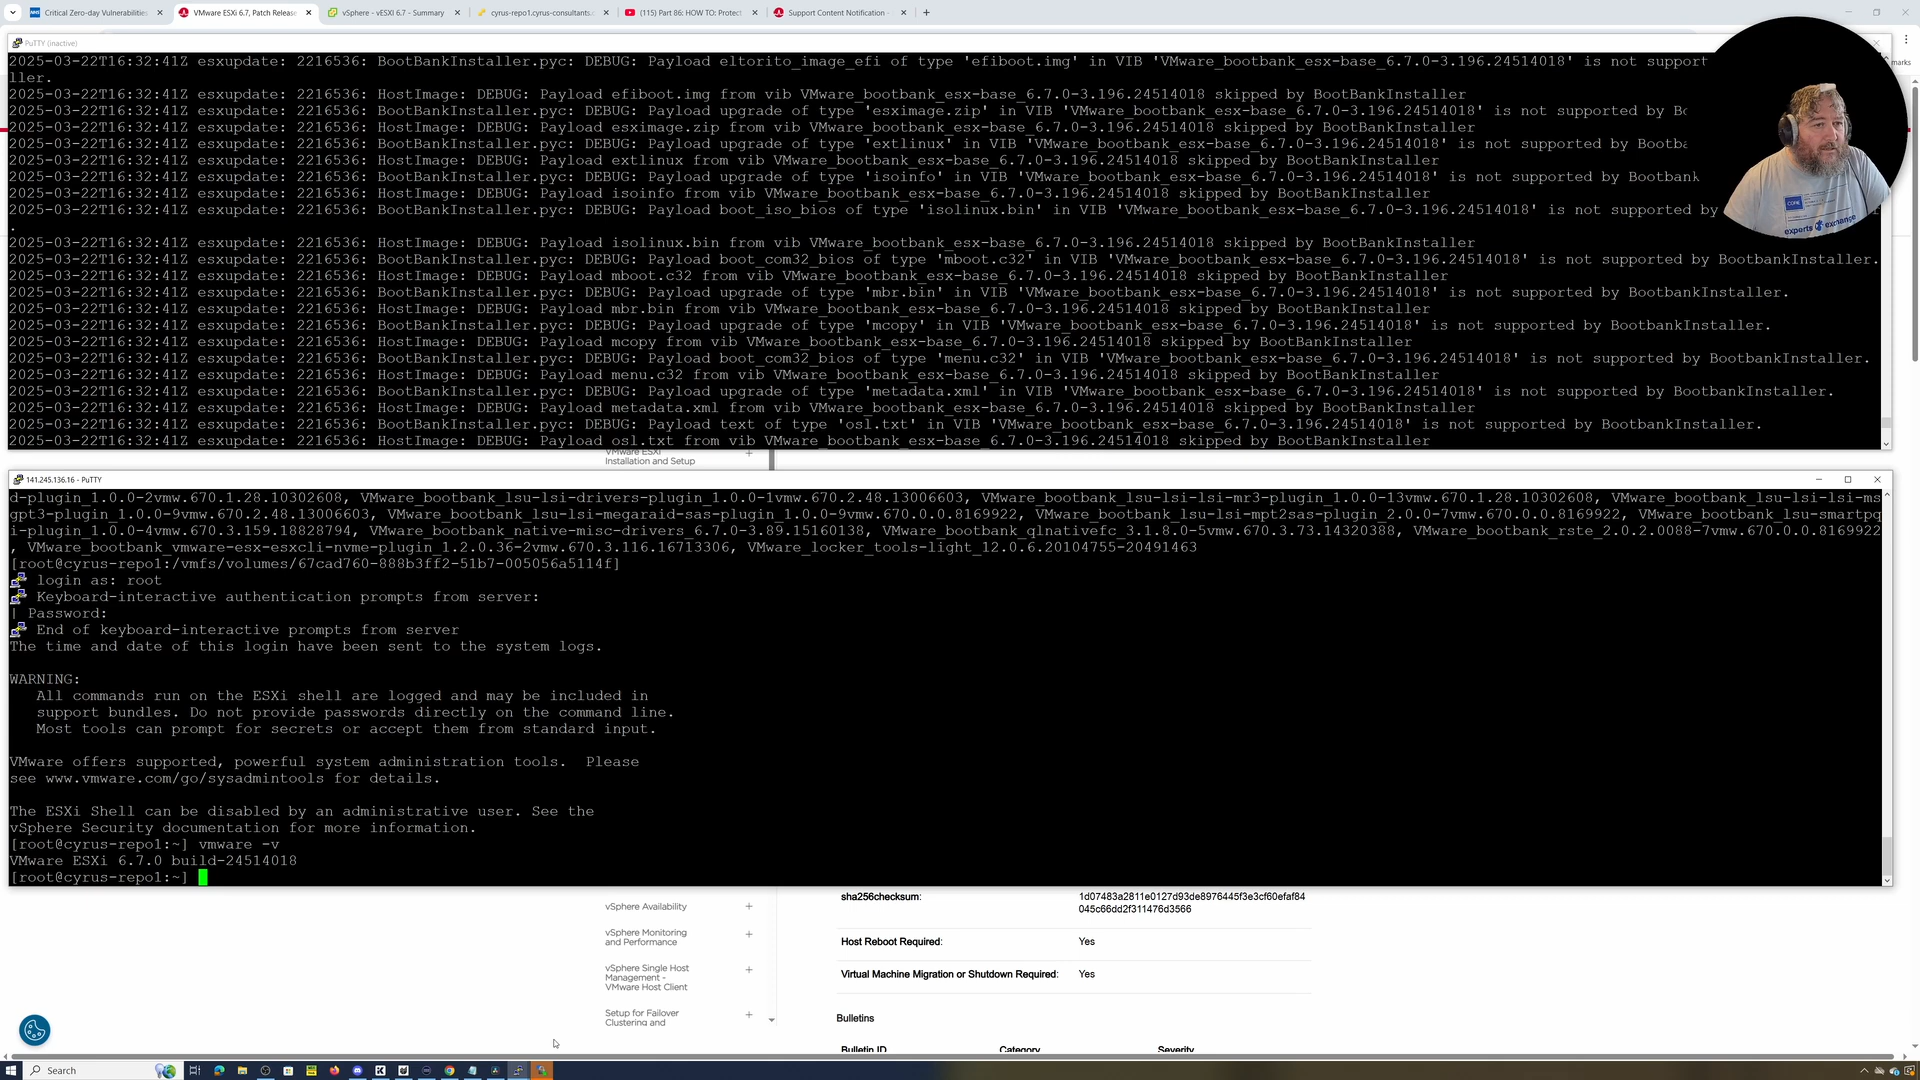 Critical Zero-day Vulnerabilities
VMware ESXi 6.7, Patch Release
vSphere - vESXI 6.7 - Summary
cyrus-repo1.cyrus-consultants.
(115) Part 86: HOW TO: Protect
Support Content Notification -
PuTTY (inactive)
2025-03-22T16:32:41Z esxupdate: 2216536: BootBankInstaller.pyc: DEBUG: Payload eltorito_image_efi of type 'efiboot.img' in VIB 'VMware_bootbank_esx-base_6.7.0-3.196.24514018' is not support
marks
ller.
2025-03-22T16:32:41Z esxupdate: 2216536: HostImage: DEBUG: Payload efiboot.img from vib VMware_bootbank_esx-base_6.7.0-3.196.24514018 skipped by BootBankInstaller
2025-03-22T16:32:41Z esxupdate: 2216536: BootBankInstaller.pyc: DEBUG: Payload upgrade of type 'esximage.zip' in VIB 'VMware_bootbank_esx-base_6.7.0-3.196.24514018' is not supported by Bo
2025-03-22T16:32:41Z esxupdate: 2216536: HostImage: DEBUG: Payload esximage.zip from vib VMware_bootbank_esx-base_6.7.0-3.196.24514018 skipped by BootBankInstaller
2025-03-22T16:32:41Z esxupdate: 2216536: BootBankInstaller.pyc: DEBUG: Payload upgrade of type 'extlinux' in VIB 'VMware_bootbank_esx-base_6.7.0-3.196.24514018' is not supported by Bootba
2025-03-22T16:32:41Z esxupdate: 2216536: HostImage: DEBUG: Payload extlinux from vib VMware_bootbank_esx-base_6.7.0-3.196.24514018 skipped by BootBankInstaller
2025-03-22T16:32:41Z esxupdate: 2216536: BootBankInstaller.pyc: DEBUG: Payload upgrade of type 'isoinfo' in VIB 'VMware_bootbank_esx-base_6.7.0-3.196.24514018' is not supported by Bootbank
2025-03-22T16:32:41Z esxupdate: 2216536: HostImage: DEBUG: Payload isoinfo from vib VMware_bootbank_esx-base_6.7.0-3.196.24514018 skipped by BootBankInstaller
2025-03-22T16:32:41Z esxupdate: 2216536: BootBankInstaller.pyc: DEBUG: Payload boot_iso_bios of type 'isolinux.bin' in VIB 'VMware_bootbank_esx-base_6.7.0-3.196.24514018' is not supported by
.
2025-03-22T16:32:41Z esxupdate: 2216536: HostImage: DEBUG: Payload isolinux.bin from vib VMware_bootbank_esx-base_6.7.0-3.196.24514018 skipped by BootBankInstaller
2025-03-22T16:32:41Z esxupdate: 2216536: BootBankInstaller.pyc: DEBUG: Payload boot_com32_bios of type 'mboot.c32' in VIB 'VMware_bootbank_esx-base_6.7.0-3.196.24514018' is not supported by BootbankInstaller.
2025-03-22T16:32:41Z esxupdate: 2216536: HostImage: DEBUG: Payload mboot.c32 from vib VMware_bootbank_esx-base_6.7.0-3.196.24514018 skipped by BootBankInstaller
2025-03-22T16:32:41Z esxupdate: 2216536: BootBankInstaller.pyc: DEBUG: Payload upgrade of type 'mbr.bin' in VIB 'VMware_bootbank_esx-base_6.7.0-3.196.24514018' is not supported by BootbankInstaller.
2025-03-22T16:32:41Z esxupdate: 2216536: HostImage: DEBUG: Payload mbr.bin from vib VMware_bootbank_esx-base_6.7.0-3.196.24514018 skipped by BootBankInstaller
2025-03-22T16:32:41Z esxupdate: 2216536: BootBankInstaller.pyc: DEBUG: Payload upgrade of type 'mcopy' in VIB 'VMware_bootbank_esx-base_6.7.0-3.196.24514018' is not supported by BootbankInstaller.
2025-03-22T16:32:41Z esxupdate: 2216536: HostImage: DEBUG: Payload mcopy from vib VMware_bootbank_esx-base_6.7.0-3.196.24514018 skipped by BootBankInstaller
2025-03-22T16:32:41Z esxupdate: 2216536: BootBankInstaller.pyc: DEBUG: Payload boot_com32_bios of type 'menu.c32' in VIB 'VMware_bootbank_esx-base_6.7.0-3.196.24514018' is not supported by BootbankInstaller.
2025-03-22T16:32:41Z esxupdate: 2216536: HostImage: DEBUG: Payload menu.c32 from vib VMware_bootbank_esx-base_6.7.0-3.196.24514018 skipped by BootBankInstaller
2025-03-22T16:32:41Z esxupdate: 2216536: BootBankInstaller.pyc: DEBUG: Payload upgrade of type 'metadata.xml' in VIB 'VMware_bootbank_esx-base_6.7.0-3.196.24514018' is not supported by BootbankInstaller.
2025-03-22T16:32:41Z esxupdate: 2216536: HostImage: DEBUG: Payload metadata.xml from vib VMware_bootbank_esx-base_6.7.0-3.196.24514018 skipped by BootBankInstaller
2025-03-22T16:32:41Z esxupdate: 2216536: BootBankInstaller.pyc: DEBUG: Payload text of type 'osl.txt' in VIB 'VMware_bootbank_esx-base_6.7.0-3.196.24514018' is not supported by BootbankInstaller.
2025-03-22T16:32:41Z esxupdate: 2216536: HostImage: DEBUG: Payload osl.txt from vib VMware_bootbank_esx-base_6.7.0-3.196.24514018 skipped by BootBankInstaller
CORE
experts exchange
VMware ESXi
Installation and Setup
141.245.136.16 - PuTTY
d-plugin_1.0.0-2vmw.670.1.28.10302608, VMware_bootbank_lsu-lsi-drivers-plugin_1.0.0-1vmw.670.2.48.13006603, VMware_bootbank_lsu-lsi-lsi-mr3-plugin_1.0.0-13vmw.670.1.28.10302608, VMware_bootbank_lsu-lsi-lsi-ms
gpt3-plugin_1.0.0-9vmw.670.2.48.13006603, VMware_bootbank_lsu-lsi-megaraid-sas-plugin_1.0.0-9vmw.670.0.0.8169922, VMware_bootbank_lsu-lsi-mpt2sas-plugin_2.0.0-7vmw.670.0.0.8169922, VMware_bootbank_lsu-smartpq
i-plugin_1.0.0-4vmw.670.3.159.18828794, VMware_bootbank_native-misc-drivers_6.7.0-3.89.15160138, VMware_bootbank_qlnativefc_3.1.8.0-5vmw.670.3.73.14320388, VMware_bootbank_rste_2.0.2.0088-7vmw.670.0.0.8169922
, VMware_bootbank_vmware-esx-esxcli-nvme-plugin_1.2.0.36-2vmw.670.3.116.16713306, VMware_locker_tools-light_12.0.6.20104755-20491463
[root@cyrus-repo1:/vmfs/volumes/67cad760-888b3ff2-51b7-005056a5114f]
login as: root
Keyboard-interactive authentication prompts from server:
| Password:
End of keyboard-interactive prompts from server
The time and date of this login have been sent to the system logs.
WARNING:
All commands run on the ESXi shell are logged and may be included in
support bundles. Do not provide passwords directly on the command line.
Most tools can prompt for secrets or accept them from standard input.
VMware offers supported, powerful system administration tools.  Please
see www.vmware.com/go/sysadmintools for details.
The ESXi Shell can be disabled by an administrative user. See the
vSphere Security documentation for more information.
[root@cyrus-repo1:~] vmware -v
VMware ESXi 6.7.0 build-24514018
[root@cyrus-repo1:~]
sha256checksum:
1d07483a2811e0127d93de8976445f3e3cf60efaf84
045c66dd2f311476d3566
vSphere Availability
vSphere Monitoring
and Performance
Host Reboot Required:
Yes
vSphere Single Host
Management -
VMware Host Client
Virtual Machine Migration or Shutdown Required:
Yes
Setup for Failover
Clustering and
Bulletins
Bulletin ID
Category
Severity
Search